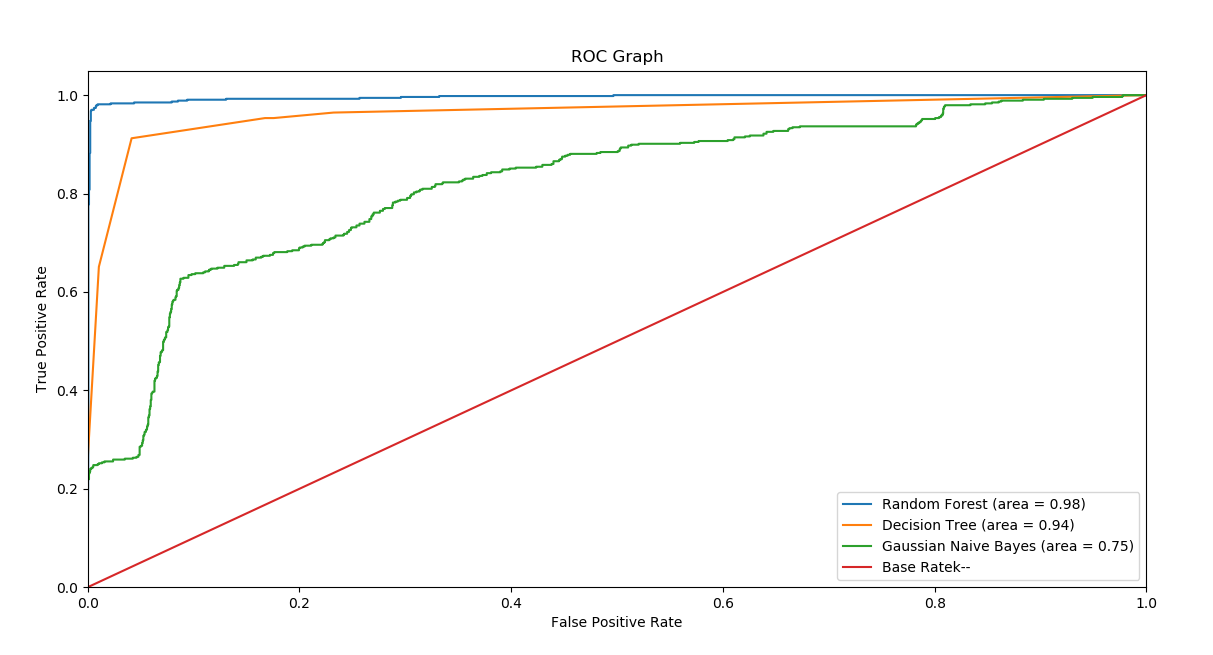 ROC Graph
1.0
0.8
0.6
0.4
0.2
0.0
True Positive Rate
Random Forest (area = 0.98)
Decision Tree (area = 0.94)
Gaussian Naive Bayes (area = 0.75)
Base Ratek--
0.0 0.2 0.4 0.6 0.8 1.0
False Positive Rate